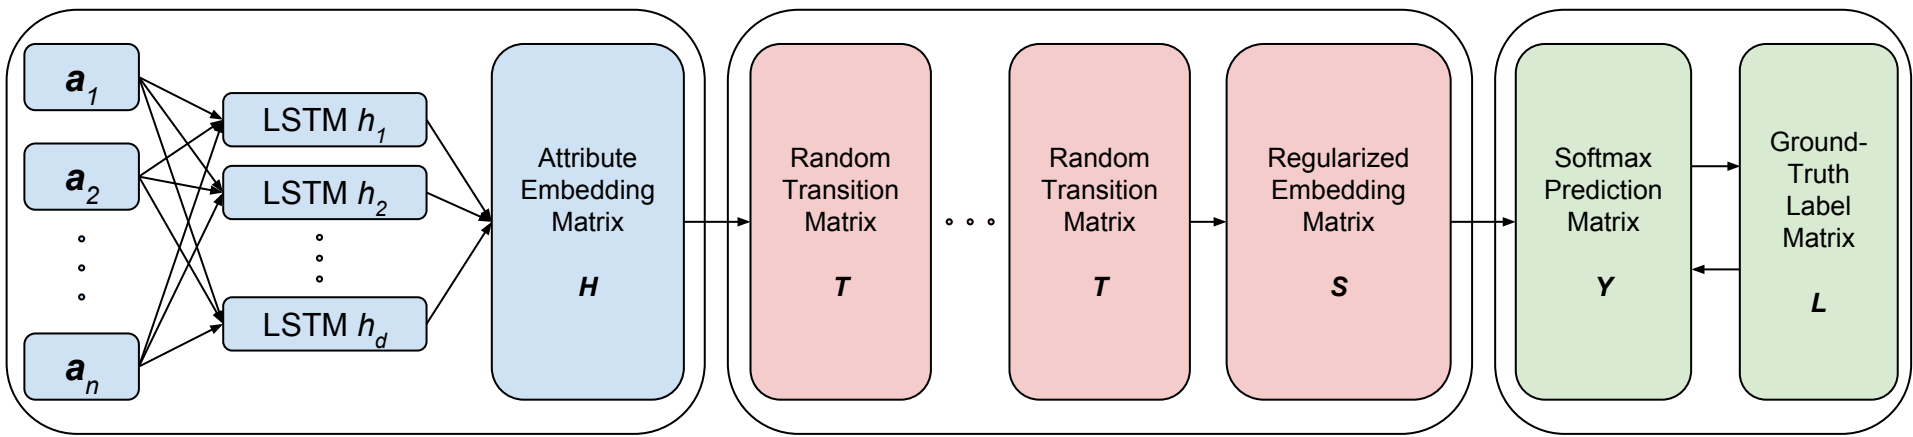 a1
a2
an
LSTM h1
LSTM h2
LSTM hd
Attribute
Embedding
Matrix
H
Random
Transition
Matrix
T
Random
Transition
Matrix
T
Regularized
Embedding
Matrix
S
Softmax
Prediction
Matrix
Y
Ground-
Truth
Label
Matrix
L